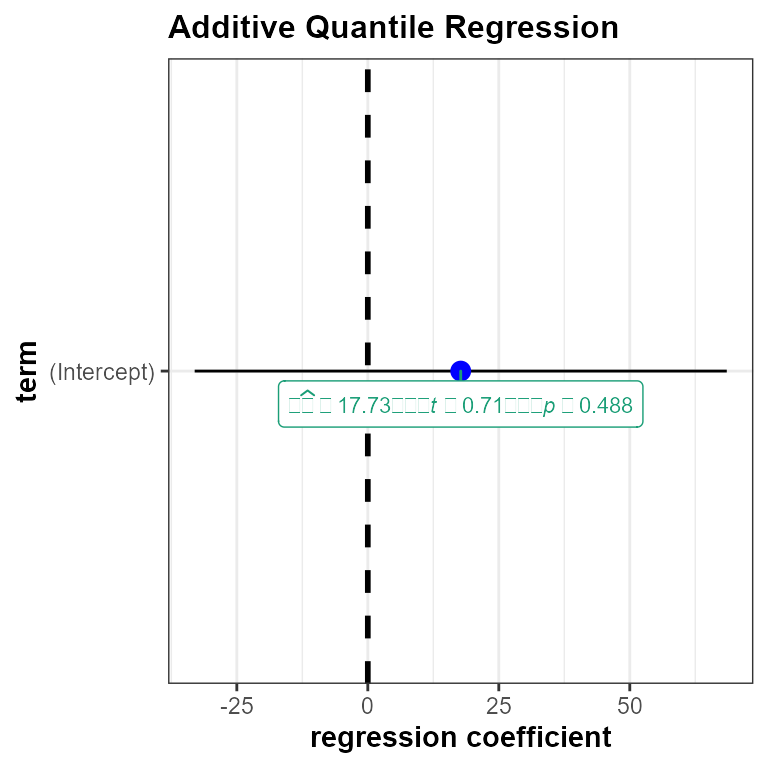 Additive Quantile Regression
term
(Intercept)
17.73 t 0.71 p 0.488
-25 0 25 50
regression coefficient